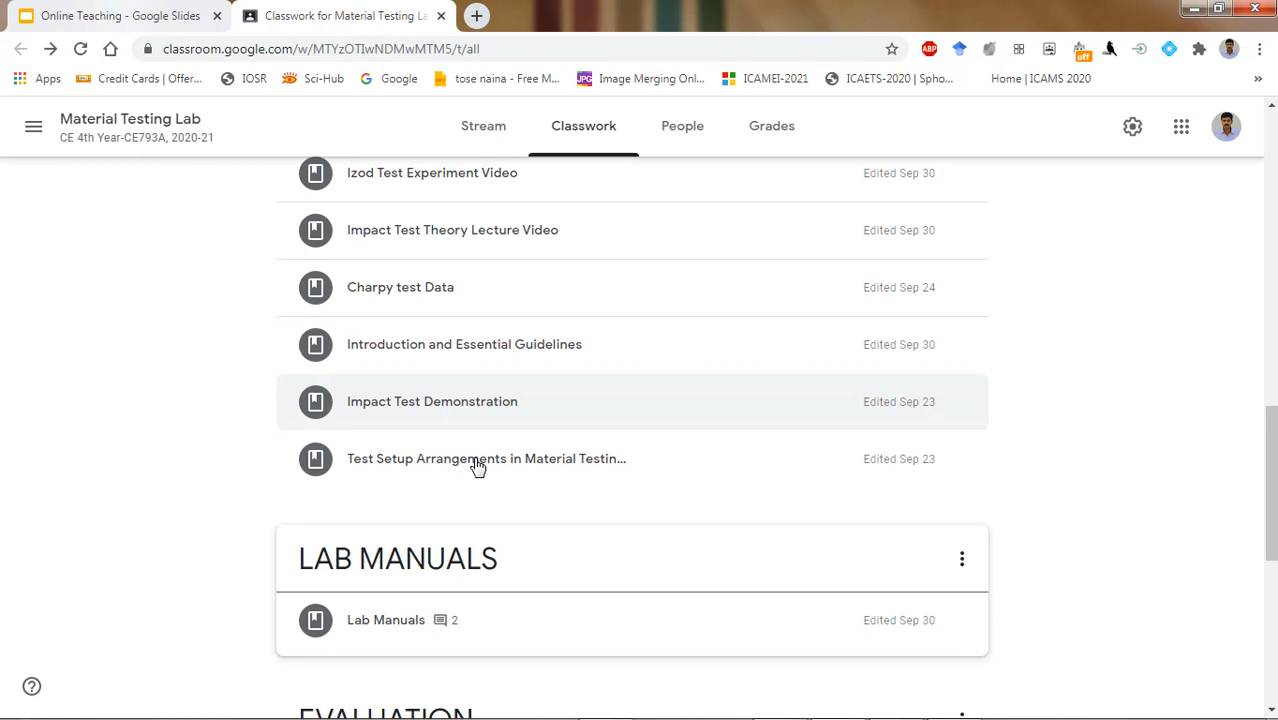 Online Teaching - Google Slides
Classwork for Material Testing La
classroom.google.com/w/MTYzOTIwNDMwMTM5/t/all
ABP
off
Apps
Credit Cards | Offer...
IOSR
Sci-Hub
Google
tose naina - Free M...
JPG
Image Merging Onl...
ICAMEI-2021
ICAETS-2020 | Spho...
Home | ICAMS 2020
»
Material Testing Lab
CE 4th Year-CE793A, 2020-21
Stream
Classwork
People
Grades
Izod Test Experiment Video
Edited Sep 30
Impact Test Theory Lecture Video
Edited Sep 30
Charpy test Data
Edited Sep 24
Introduction and Essential Guidelines
Edited Sep 30
Impact Test Demonstration
Edited Sep 23
Test Setup Arrangements in Material Testin...
Edited Sep 23
LAB MANUALS
Lab Manuals
2
Edited Sep 30
EVALUATION